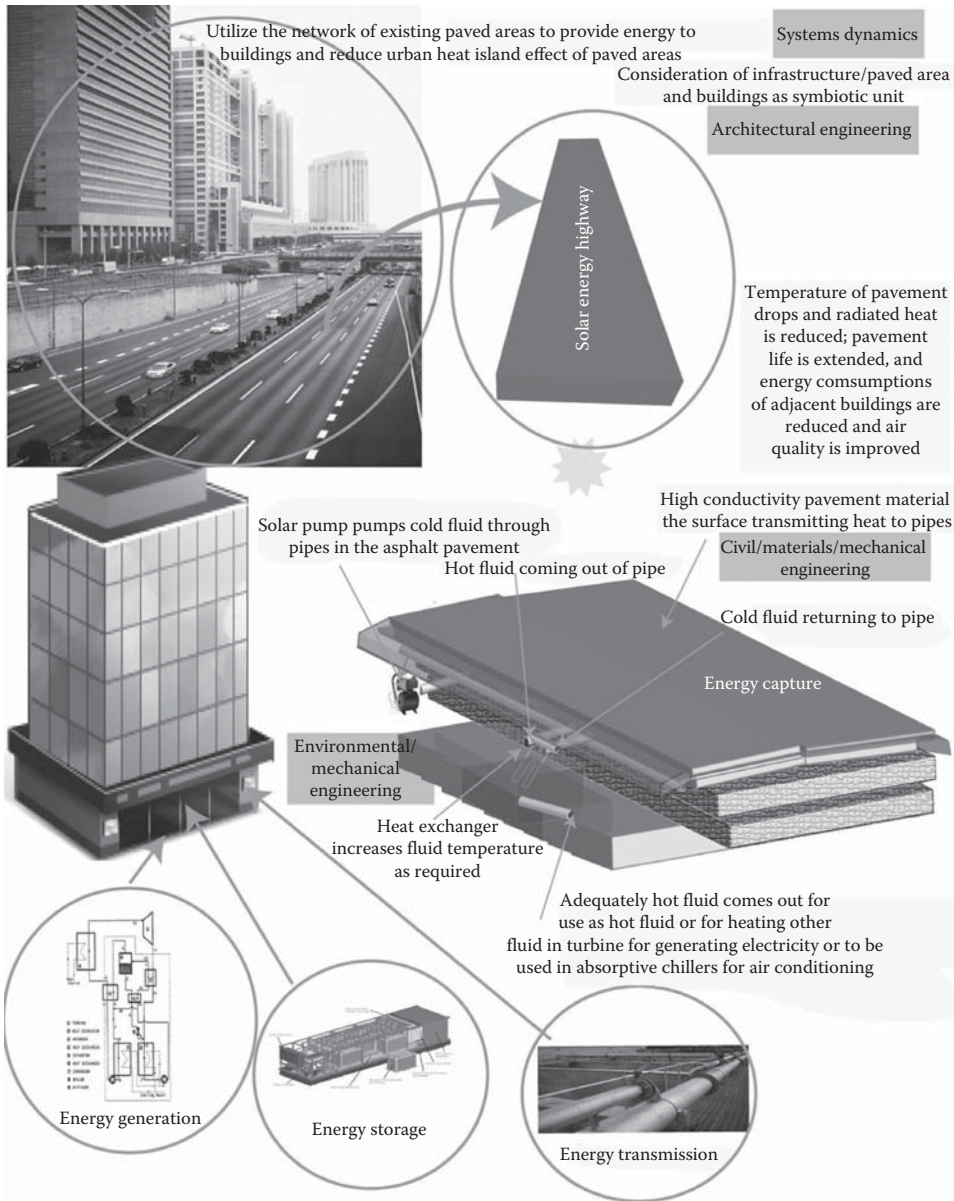 Utilize the network of existing paved areas to provide energy to
buildings and reduce urban heat island effect of paved areas
Systems dynamics
Consideration of infrastructure/paved area
and buildings as symbiotic unit
Architectural engineering
Solar energy highway
Temperature of pavement
drops and radiated heat
is reduced; pavement
life is extended, and
energy comsumptions
of adjacent buildings are
reduced and air
quality is improved
High conductivity pavement material
the surface transmitting heat to pipes
Civil/materials/mechanical
engineering
Solar pump pumps cold fluid through
pipes in the asphalt pavement
Hot fluid coming out of pipe
Cold fluid returning to pipe
Energy capture
Environmental/
mechanical
engineering
Heat exchanger
increases fluid temperature
as required
Adequately hot fluid comes out for
use as hot fluid or for heating other
fluid in turbine for generating electricity or to be
used in absorptive chillers for air conditioning
Energy generation
Energy storage
Energy transmission